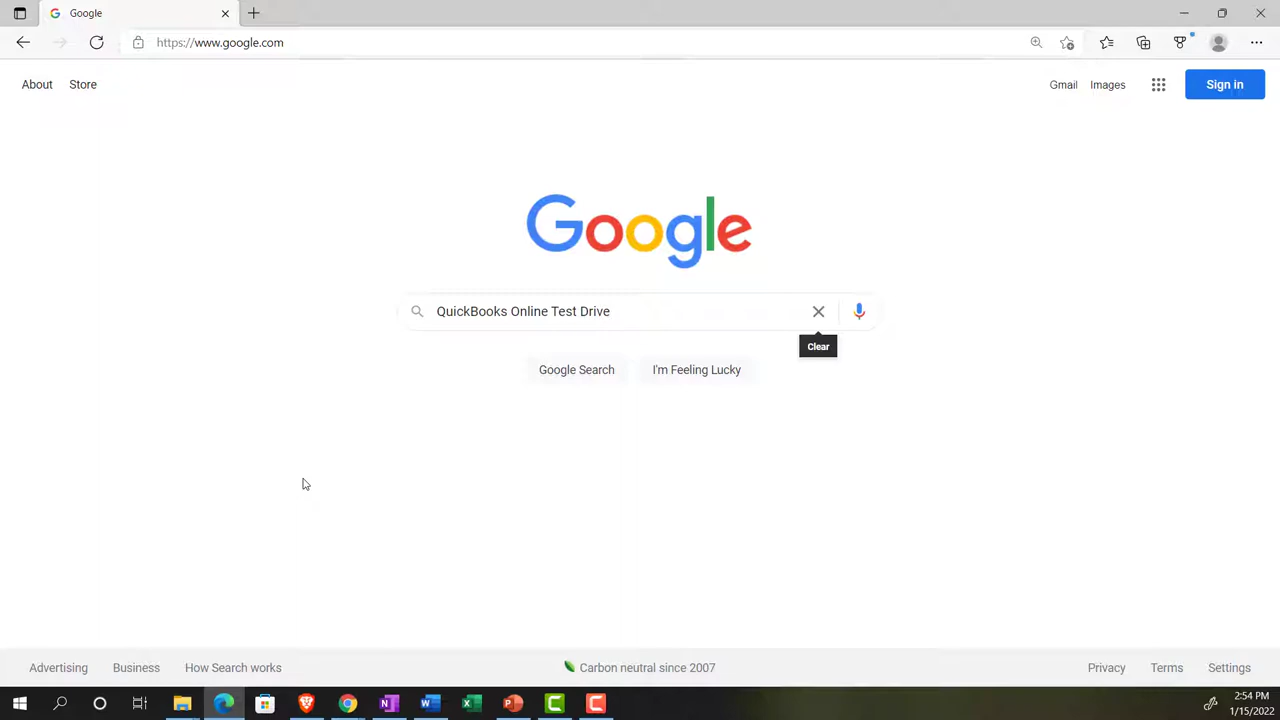 Google
https://www.google.com
About Store
Gmail Images Sign in
Google
QuickBooks Online Test Drive
Clear
Google Search I'm Feeling Lucky
Advertising Business How Search works
Carbon neutral since 2007
Privacy Terms Settings
2:54 PM
1/15/2022